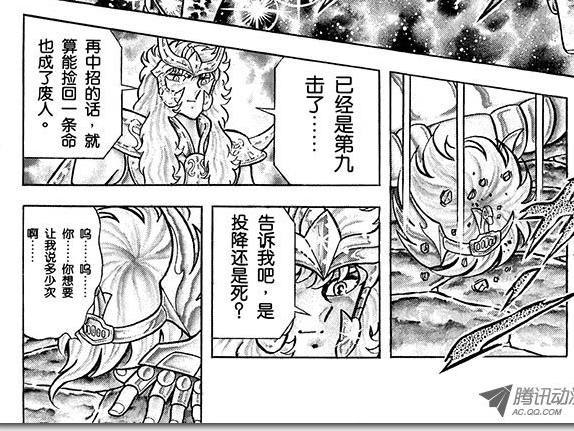 已经是第九
击了……
再中招的话，就
算能捡回一条命
也成了废人。
告诉我吧，是
投降还是死？
呜……呜……
你……你想要
让我说多少次
啊……
腾讯动漫
AC.QQ.COM